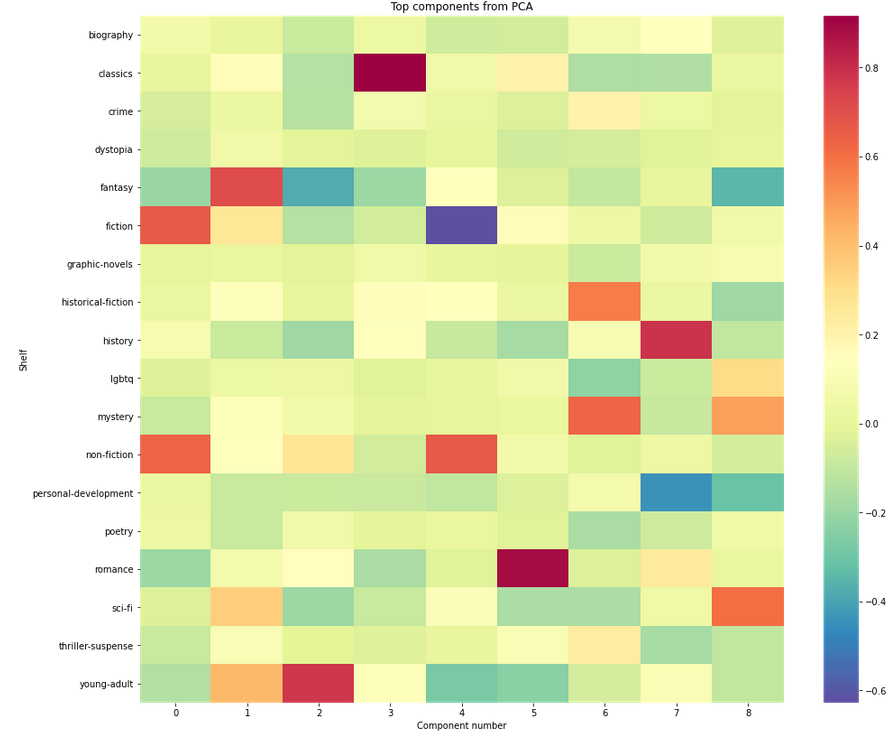 Top components from PCA
biography
classics
crime
dystopia
fantasy
fiction
graphic-novels
historical-fiction
history
lgbtq
mystery
non-fiction
personal-development
poetry
romance
sci-fi
thriller-suspense
young-adult
Shelf
0 1 2 3 4 5 6 7 8
Component number
0.8
0.6
0.4
0.2
0.0
−0.2
−0.4
−0.6